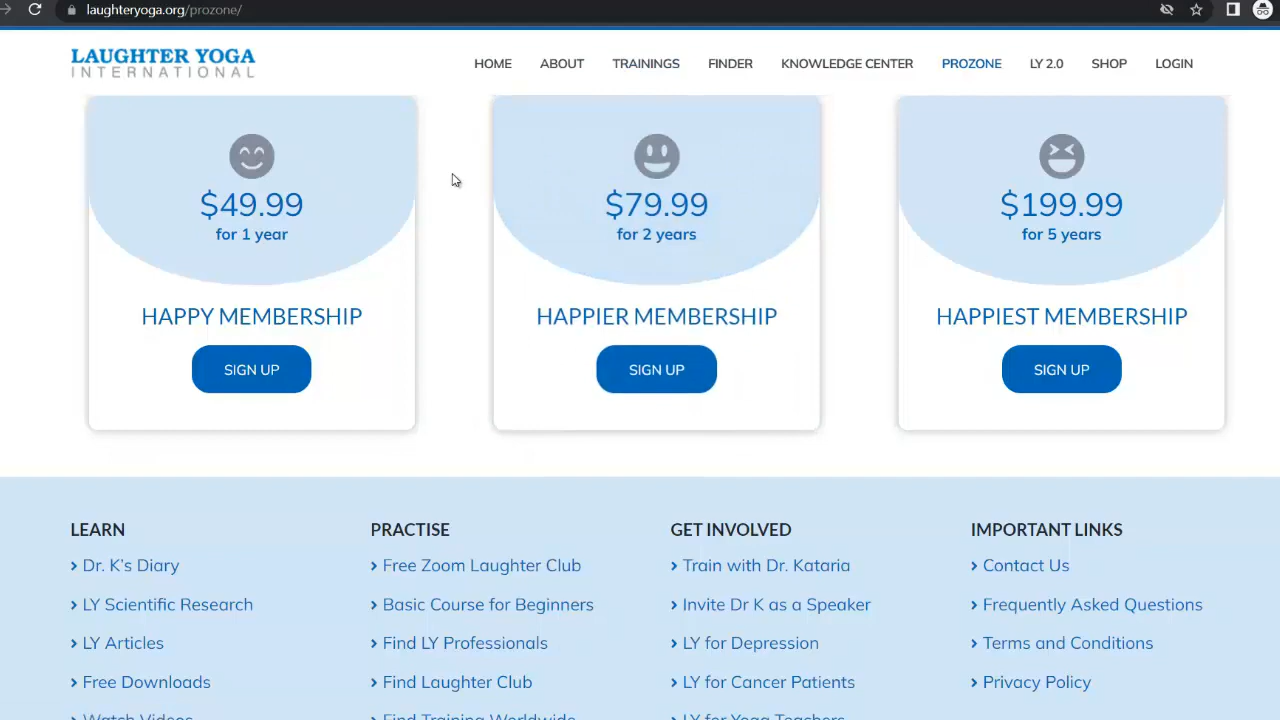 laughteryoga.org/prozone/
LAUGHTER YOGA
INTERNATIONAL
HOME ABOUT TRAININGS FINDER KNOWLEDGE CENTER PROZONE LY 2.0 SHOP LOGIN
$49.99
for 1 year
HAPPY MEMBERSHIP
SIGN UP
$79.99
for 2 years
HAPPIER MEMBERSHIP
SIGN UP
$199.99
for 5 years
HAPPIEST MEMBERSHIP
SIGN UP
LEARN
Dr. K's Diary
LY Scientific Research
LY Articles
Free Downloads
Watch Videos
PRACTISE
Free Zoom Laughter Club
Basic Course for Beginners
Find LY Professionals
Find Laughter Club
Find Training Worldwide
GET INVOLVED
Train with Dr. Kataria
Invite Dr K as a Speaker
LY for Depression
LY for Cancer Patients
LY for Yoga Teachers
IMPORTANT LINKS
Contact Us
Frequently Asked Questions
Terms and Conditions
Privacy Policy